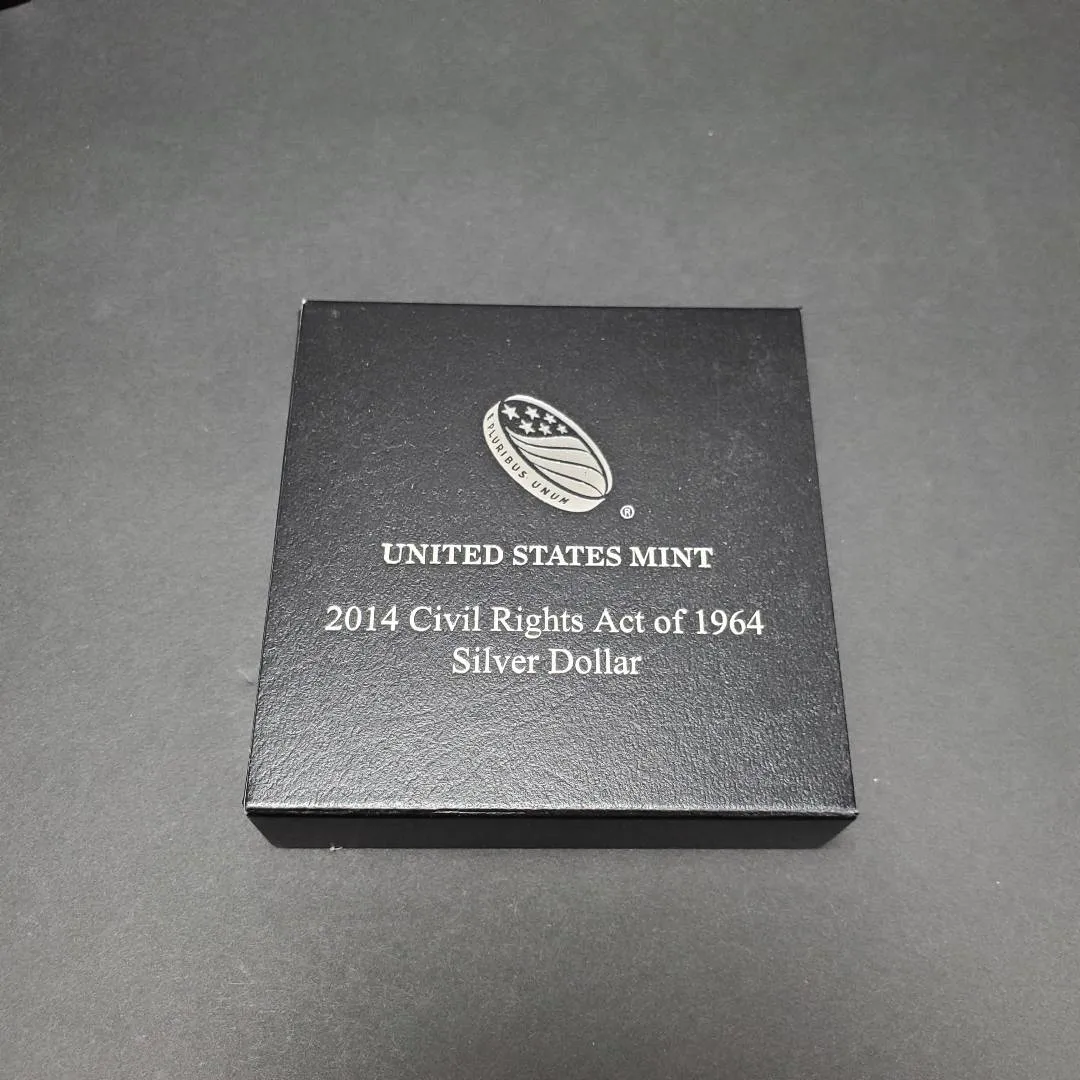 E PLURIBUS UNUM
®
UNITED STATES MINT
2014 Civil Rights Act of 1964
Silver Dollar